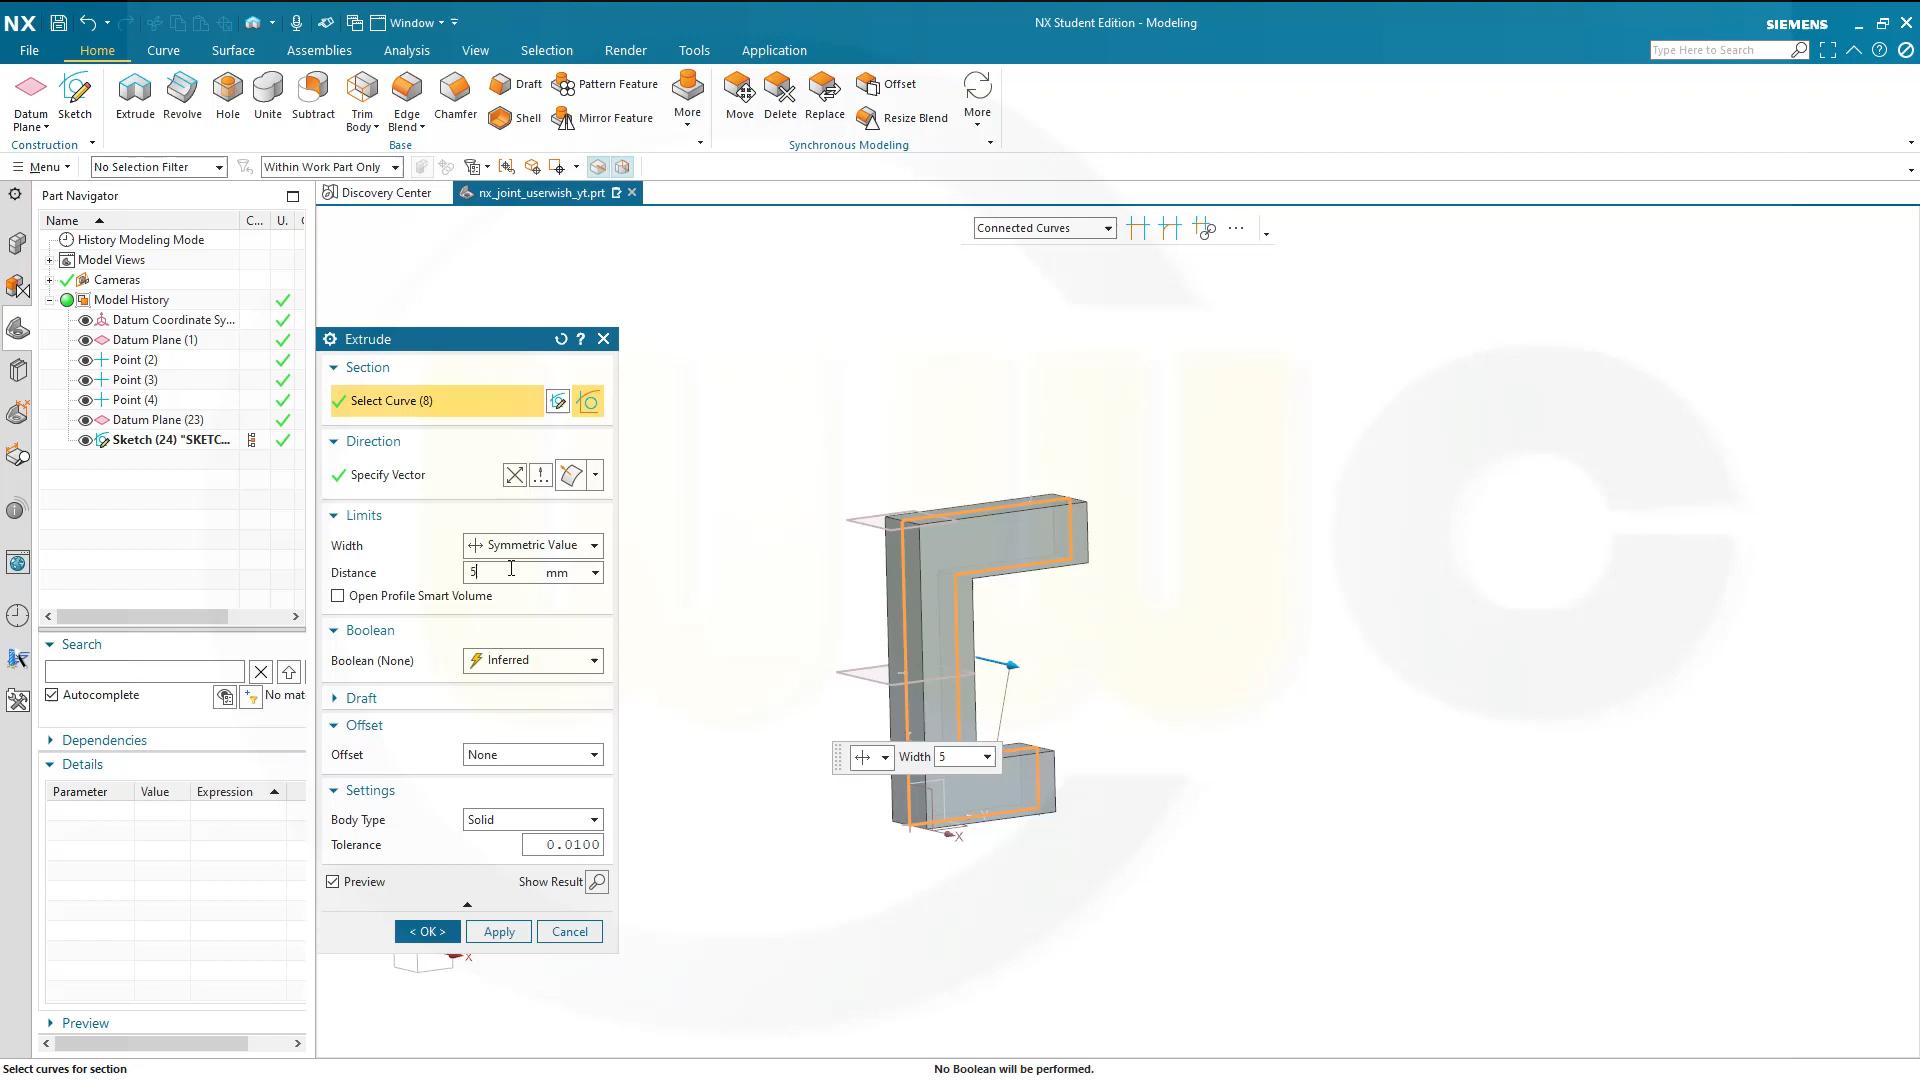 NX
Window
NX Student Edition - Modeling
SIEMENS
File
Home
Curve
Surface
Assemblies
Analysis
View
Selection
Render
Tools
Application
Type Here to Search
Datum Plane
Sketch
Extrude
Revolve
Hole
Unite
Subtract
Trim Body
Edge Blend
Chamfer
Draft
Shell
Pattern Feature
Mirror Feature
More
Move
Delete
Replace
Offset
Resize Blend
More
Construction
Base
Synchronous Modeling
Menu
No Selection Filter
Within Work Part Only
Part Navigator
Discovery Center
nx_joint_userwish_yt.prt
Name
C...
U.
History Modeling Mode
Model Views
Cameras
Model History
Datum Coordinate Sy...
Datum Plane (1)
Point (2)
Point (3)
Point (4)
Datum Plane (23)
Sketch (24) "SKETC...
Search
Autocomplete
No mat
Dependencies
Details
Parameter
Value
Expression
Preview
Connected Curves
Extrude
Section
Select Curve (8)
Direction
Specify Vector
Limits
Width
Symmetric Value
Distance
5
mm
Open Profile Smart Volume
Boolean
Boolean (None)
Inferred
Draft
Offset
Offset
None
Settings
Body Type
Solid
Tolerance
0.0100
Preview
Show Result
< OK >
Apply
Cancel
Width
5
X
X
Select curves for section
No Boolean will be performed.